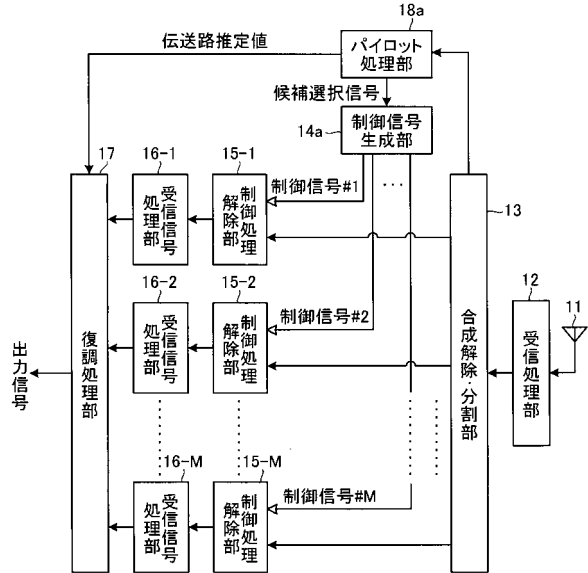 18a
パイロット
処理部
伝送路推定値
候補選択信号
14a
制御信号
生成部
17
16-1
15-1
制御信号#1
13
受信信号
処理部
制御処理
解除部
16-2
15-2
制御信号#2
12
11
受信信号
処理部
制御処理
解除部
復調処理部
合成解除・分割部
受信処理部
出力信号
16-M
15-M
制御信号#M
受信信号
処理部
制御処理
解除部